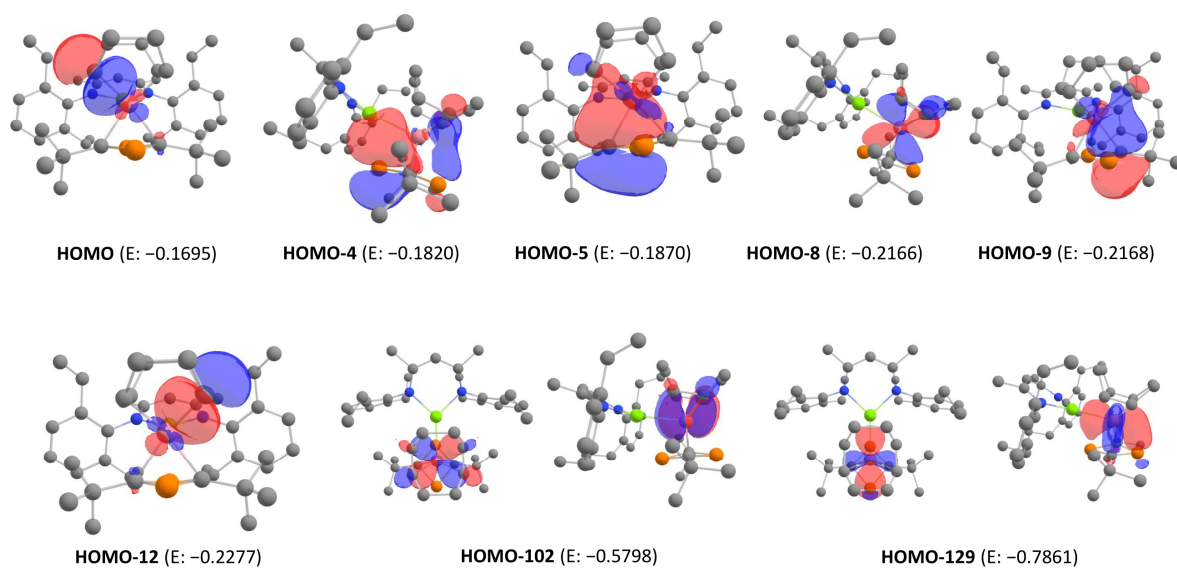 HOMO (E: −0.1695)
HOMO-4 (E: −0.1820)
HOMO-5 (E: −0.1870)
HOMO-8 (E: −0.2166)
HOMO-9 (E: −0.2168)
HOMO-12 (E: −0.2277)
HOMO-102 (E: −0.5798)
HOMO-129 (E: −0.7861)